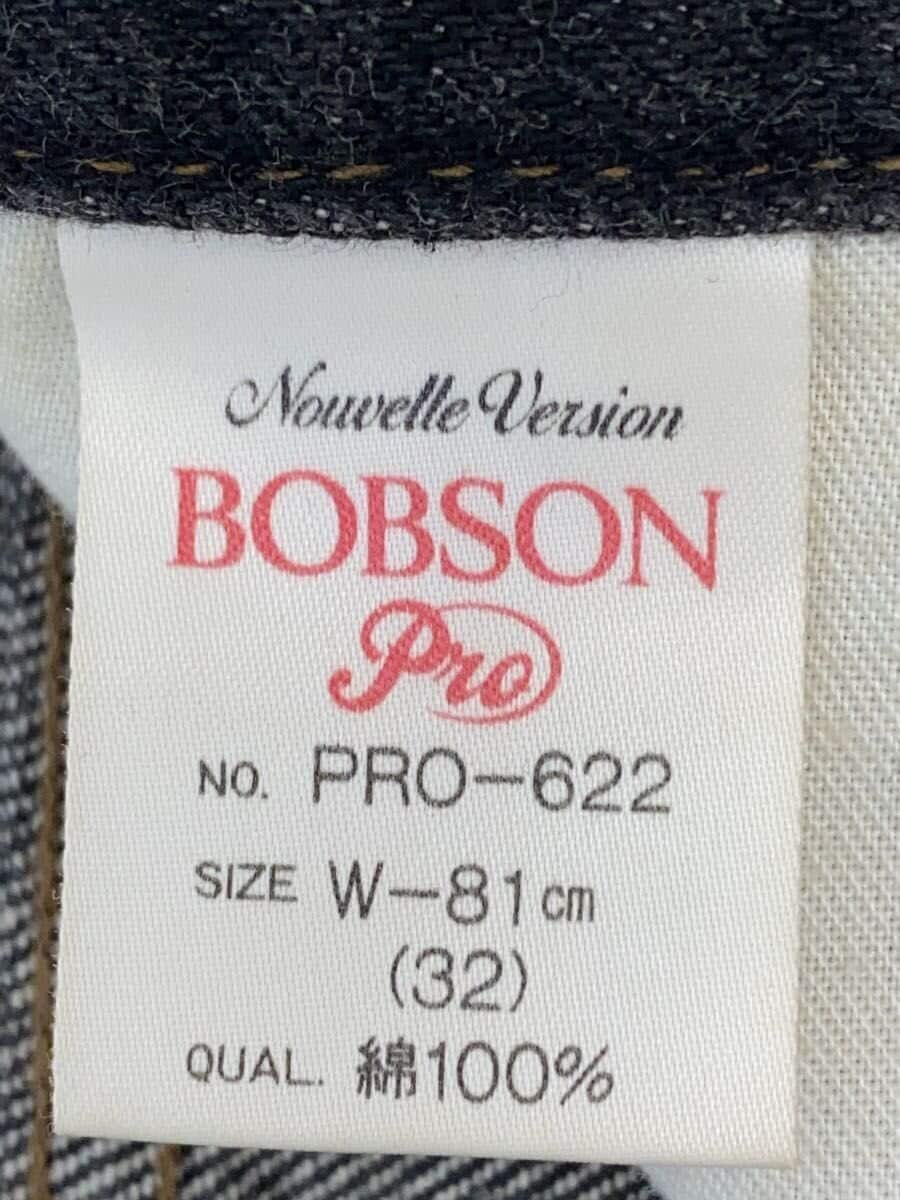 Nouvelle Version
BOBSON
Pro
NO. PRO-622
SIZE W-81cm
(32)
QUAL. 綿100%